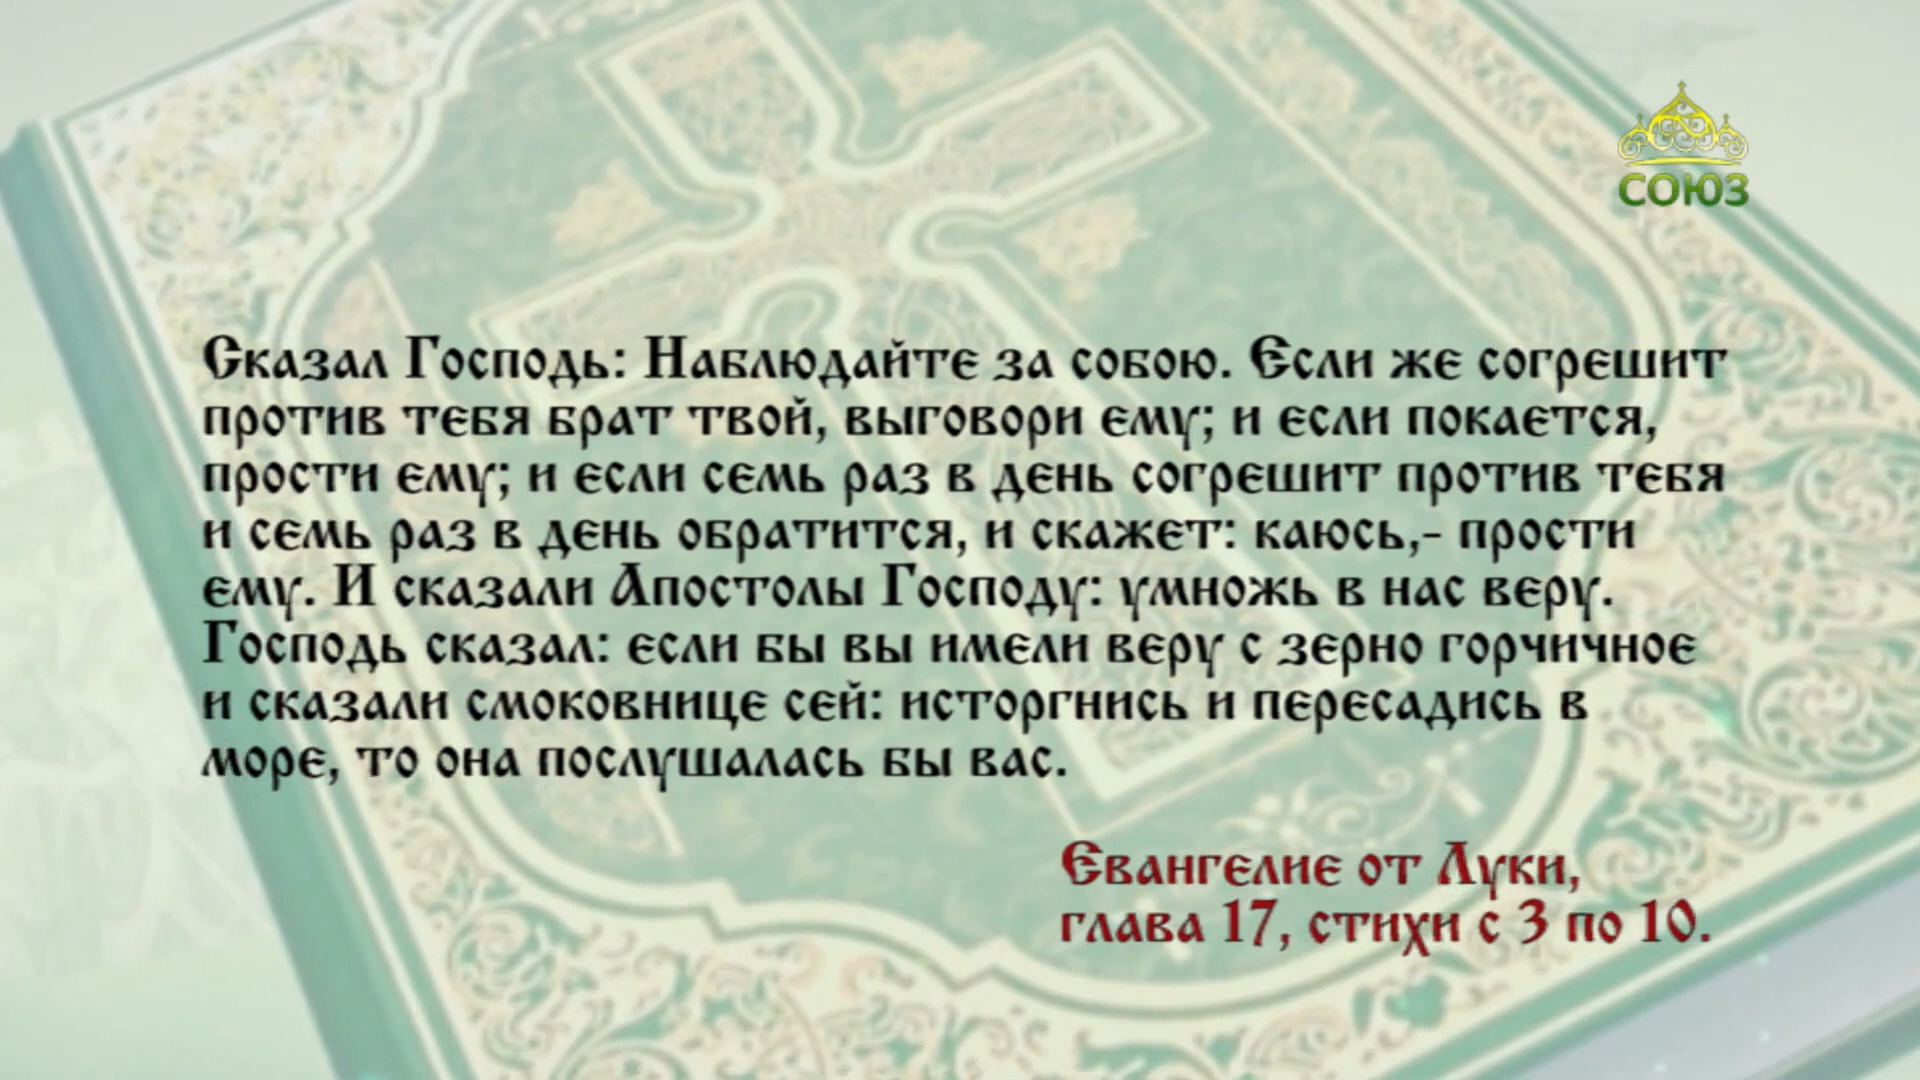 СОЮЗ
Сказал Господь: Наблюдайте за собою. Если же согрешит
против тебя брат твой, выговори ему; и если покается,
прости ему; и если семь раз в день согрешит против тебя
и семь раз в день обратится, и скажет: каюсь,- прости
ему. И сказали Апостолы Господу: умножь в нас веру.
Господь сказал: если бы вы имели веру с зерно горчичное
и сказали смоковнице сей: исторгнись и пересадись в
море, то она послушалась бы вас.
Евангелие от Луки,
глава 17, стихи с 3 по 10.